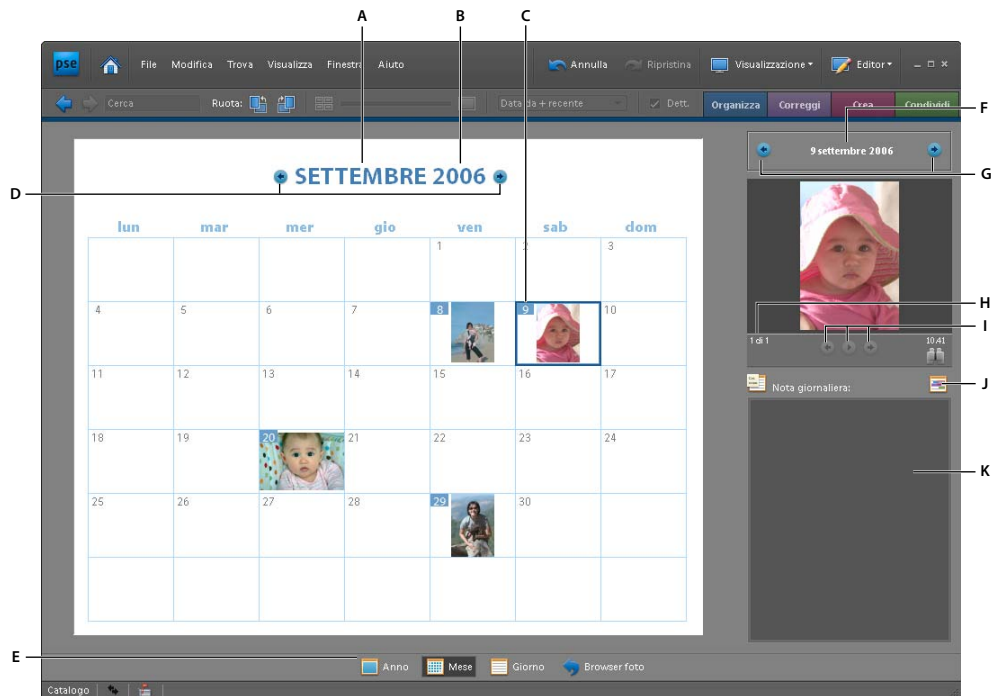 A B C
pse File Modifica Trova Visualizza Finestra Aiuto Annulla Ripristina Visualizzazione Editor
Cerca Ruota: Data da + recente Dett. Organizza Correggi Crea Condividi
F
9 settembre 2006
G
D
SETTEMBRE 2006
lun mar mer gio ven sab dom
1 2 3
4 5 6 7 8 9 10
11 12 13 14 15 16 17
18 19 20 21 22 23 24
25 26 27 28 29 30
H
1 di 1 10.41
I
Nota giornaliera:
J
K
E
Anno Mese Giorno Browser foto
Catalogo